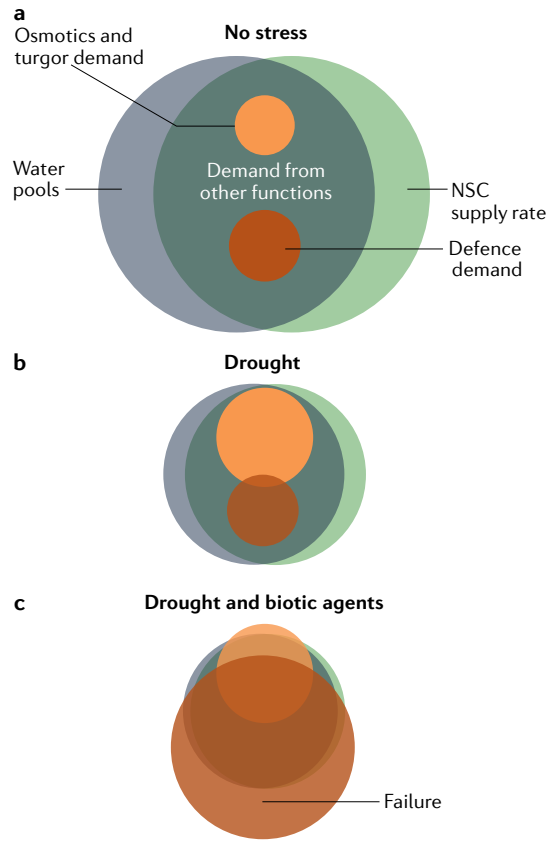 a
No stress
Osmotics and
turgor demand
Water
pools
Demand from
other functions
NSC
supply rate
Defence
demand
b
Drought
c
Drought and biotic agents
Failure